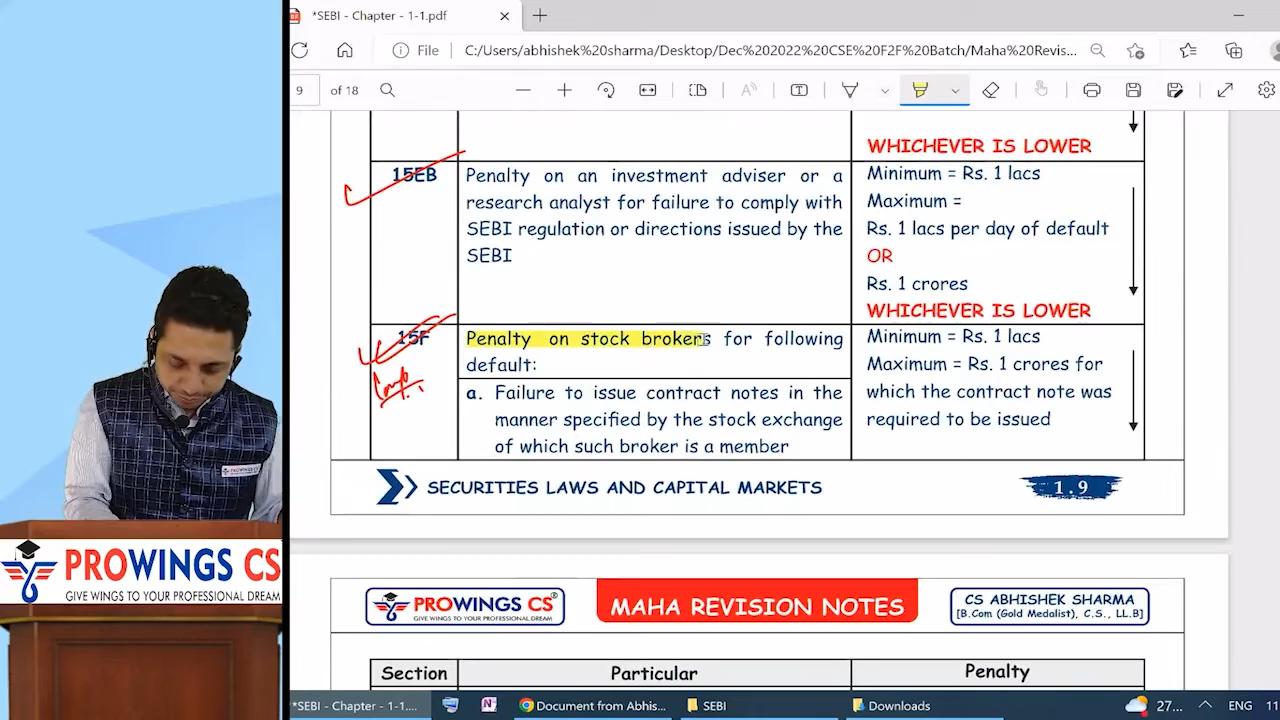 *SEBI - Chapter - 1-1.pdf
File C:/Users/abhishek%20sharma/Desktop/Dec%202022%20CSE%20F2F%20Batch/Maha%20Revis...
9 of 18
WHICHEVER IS LOWER
15EB
Penalty on an investment adviser or a
research analyst for failure to comply with
SEBI regulation or directions issued by the
SEBI
Minimum = Rs. 1 lacs
Maximum =
Rs. 1 lacs per day of default
OR
Rs. 1 crores
WHICHEVER IS LOWER
15F
Penalty on stock brokers for following
default:
a. Failure to issue contract notes in the
manner specified by the stock exchange
of which such broker is a member
Minimum = Rs. 1 lacs
Maximum = Rs. 1 crores for
which the contract note was
required to be issued
SECURITIES LAWS AND CAPITAL MARKETS
1.9
PROWINGS CS
PROWINGS CS
GIVE WINGS TO YOUR PROFESSIONAL DREAM
PROWINGS CS®
GIVE WINGS TO YOUR PROFESSIONAL DREAM
MAHA REVISION NOTES
CS ABHISHEK SHARMA
[B.Com (Gold Medalist), C.S., LL.B]
Section Particular Penalty
*SEBI - Chapter - 1-1.... Document from Abhis... SEBI Downloads 27... ENG 11